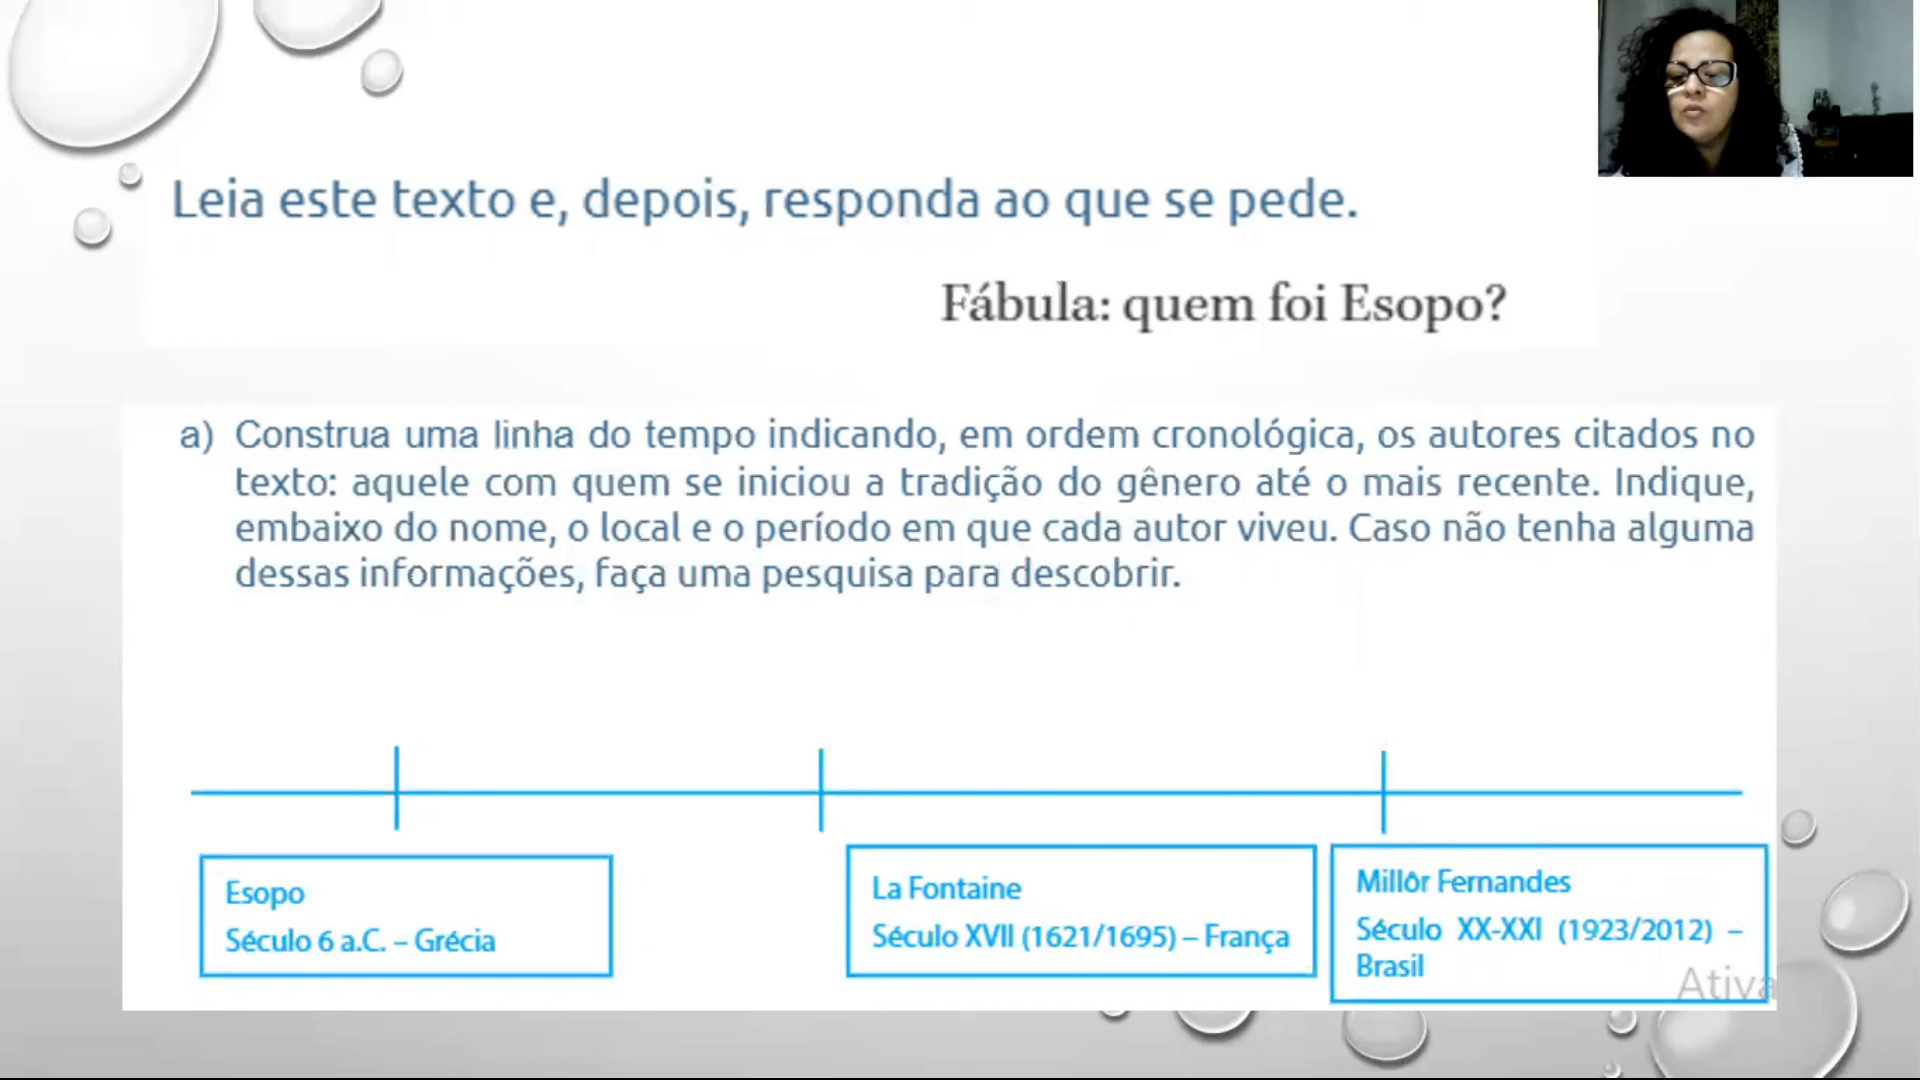 Leia este texto e, depois, responda ao que se pede.
Fábula: quem foi Esopo?
a) Construa uma linha do tempo indicando, em ordem cronológica, os autores citados no
texto: aquele com quem se iniciou a tradição do gênero até o mais recente. Indique,
embaixo do nome, o local e o período em que cada autor viveu. Caso não tenha alguma
dessas informações, faça uma pesquisa para descobrir.
Esopo
Século 6 a.C. – Grécia
La Fontaine
Século XVII (1621/1695) – França
Millôr Fernandes
Século XX-XXI (1923/2012) –
Brasil
Ativa